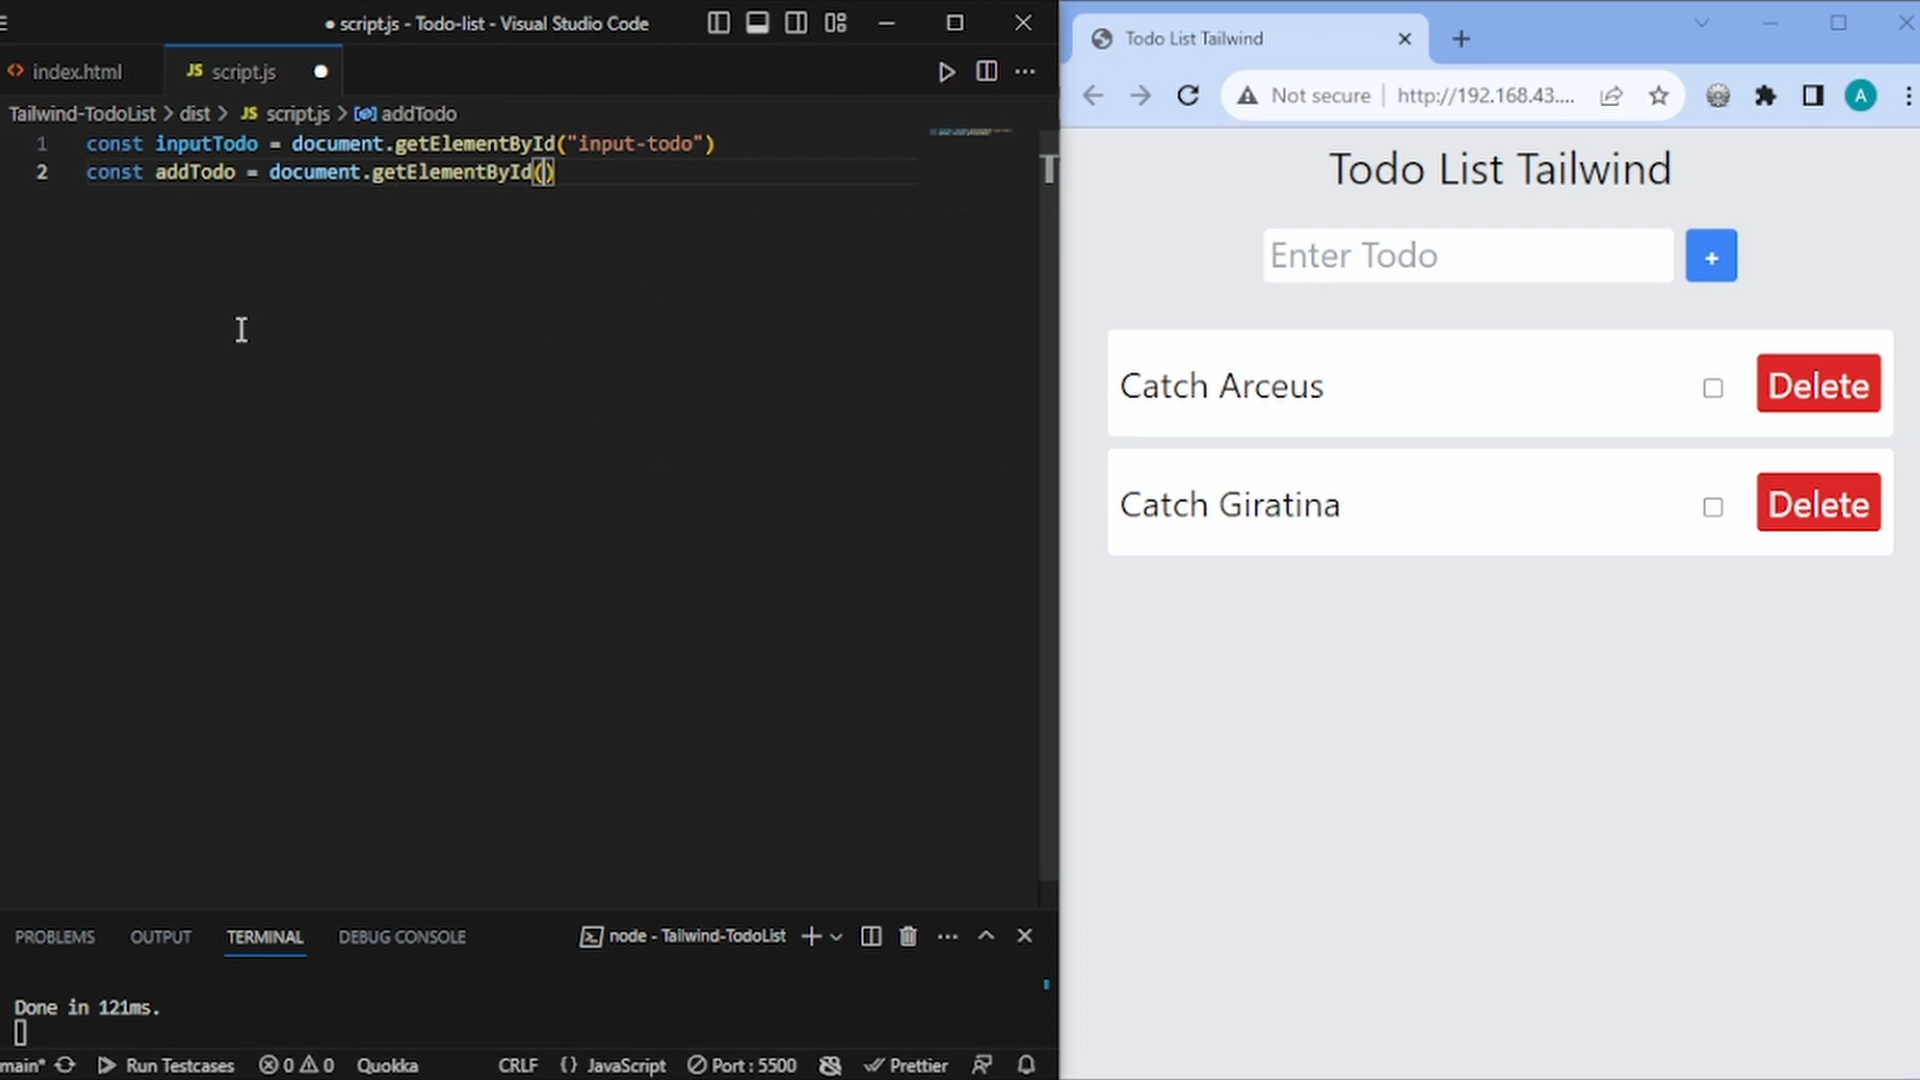 ● script.js - Todo-list - Visual Studio Code
index.html
JS script.js
Tailwind-TodoList > dist > JS script.js > addTodo
1 const inputTodo = document.getElementById("input-todo")
2 const addTodo = document.getElementById()
PROBLEMS OUTPUT TERMINAL DEBUG CONSOLE
node - Tailwind-TodoList
Done in 121ms.
main* Run Testcases 0 0 Quokka CRLF {} JavaScript Port : 5500 Prettier
Todo List Tailwind
Not secure http://192.168.43....
A
Todo List Tailwind
Enter Todo
+
Catch Arceus Delete
Catch Giratina Delete